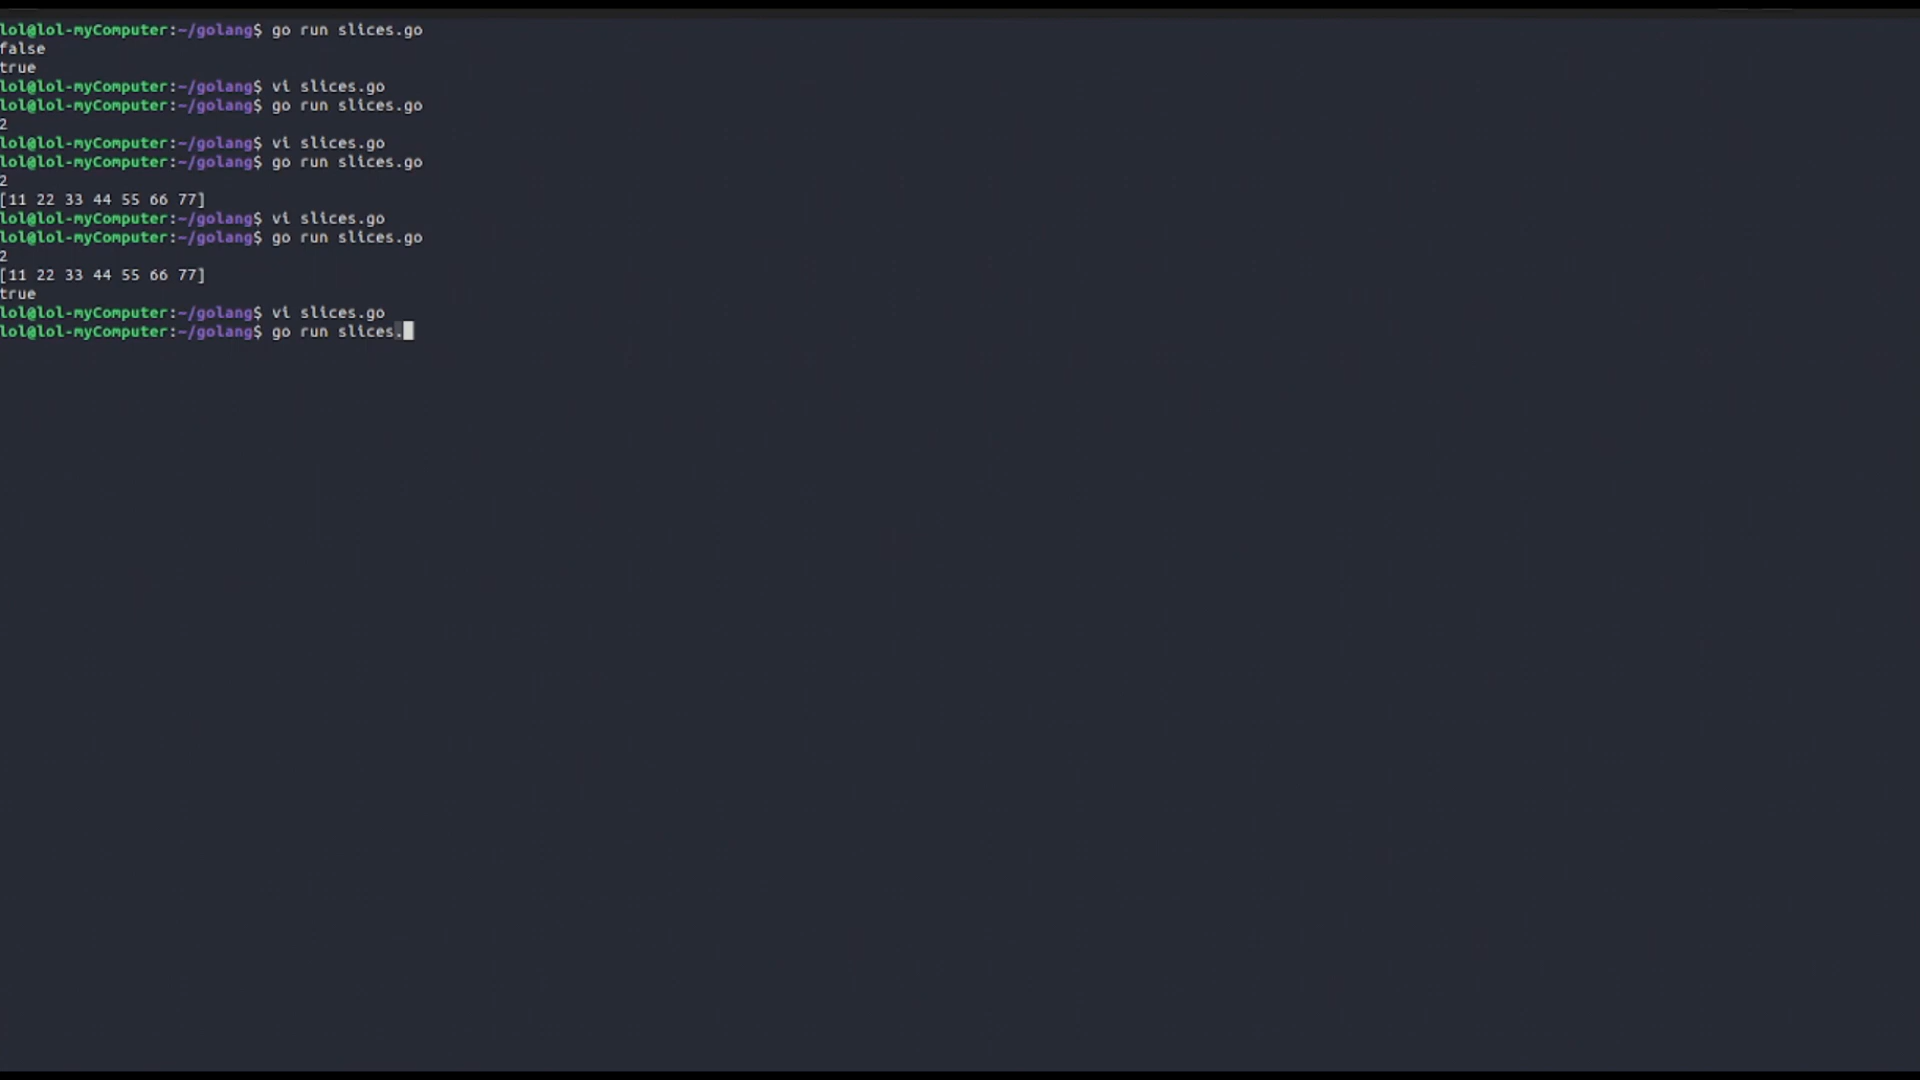 lol@lol-myComputer:~/golang$ go run slices.go
false
true
lol@lol-myComputer:~/golang$ vi slices.go
lol@lol-myComputer:~/golang$ go run slices.go
2
lol@lol-myComputer:~/golang$ vi slices.go
lol@lol-myComputer:~/golang$ go run slices.go
2
[11 22 33 44 55 66 77]
lol@lol-myComputer:~/golang$ vi slices.go
lol@lol-myComputer:~/golang$ go run slices.go
2
[11 22 33 44 55 66 77]
true
lol@lol-myComputer:~/golang$ vi slices.go
lol@lol-myComputer:~/golang$ go run slices.